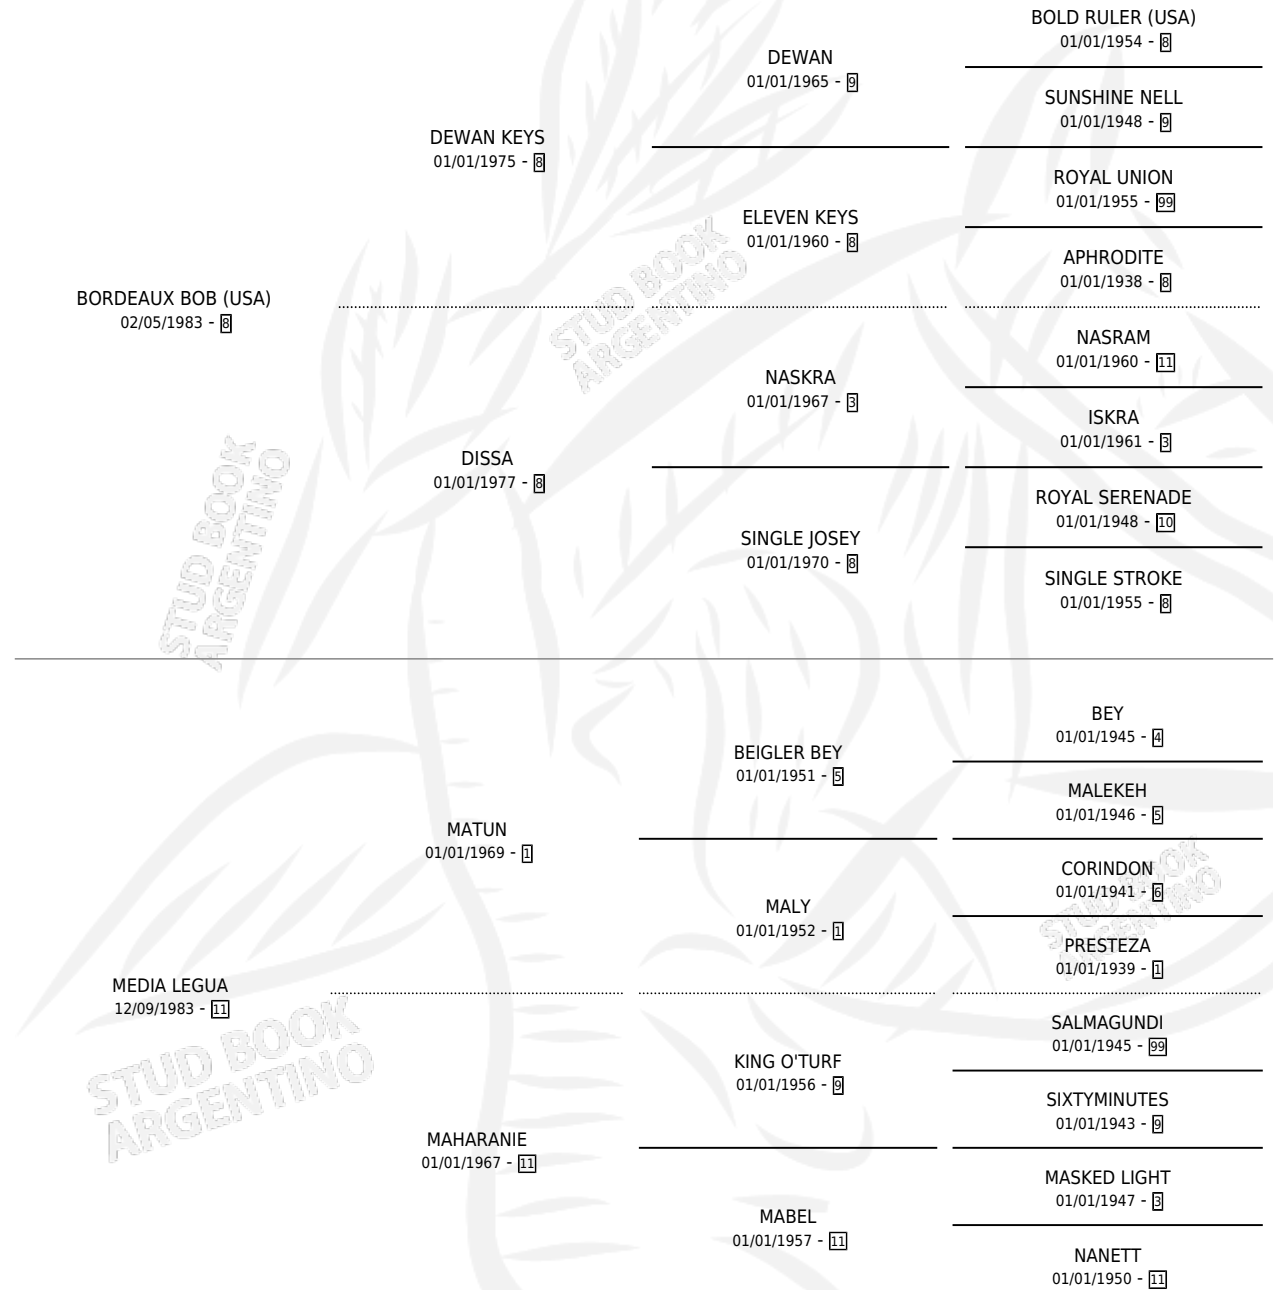 BOLD RULER (USA)
01/01/1954 - 8
DEWAN
01/01/1965 - 9
SUNSHINE NELL
01/01/1948 - 9
DEWAN KEYS
01/01/1975 - 8
ROYAL UNION
01/01/1955 - 99
ELEVEN KEYS
01/01/1960 - 8
APHRODITE
01/01/1938 - 8
BORDEAUX BOB (USA)
02/05/1983 - 8
STUD BOOK
ARGENTINO
NASRAM
01/01/1960 - 11
NASKRA
01/01/1967 - 3
ISKRA
01/01/1961 - 3
DISSA
01/01/1977 - 8
ROYAL SERENADE
01/01/1948 - 10
SINGLE JOSEY
01/01/1970 - 8
SINGLE STROKE
01/01/1955 - 8
STUD BOOK
ARGENTINO
BEY
01/01/1945 - 4
BEIGLER BEY
01/01/1951 - 5
MALEKEH
01/01/1946 - 5
MATUN
01/01/1969 - 1
CORINDON
01/01/1941 - 6
MALY
01/01/1952 - 1
STUD BOOK
ARGENTINO
PRESTEZA
01/01/1939 - 1
MEDIA LEGUA
12/09/1983 - 11
SALMAGUNDI
01/01/1945 - 99
KING O'TURF
01/01/1956 - 9
STUD BOOK
ARGENTINO
SIXTYMINUTES
01/01/1943 - 9
MAHARANIE
01/01/1967 - 11
MASKED LIGHT
01/01/1947 - 3
MABEL
01/01/1957 - 11
NANETT
01/01/1950 - 11